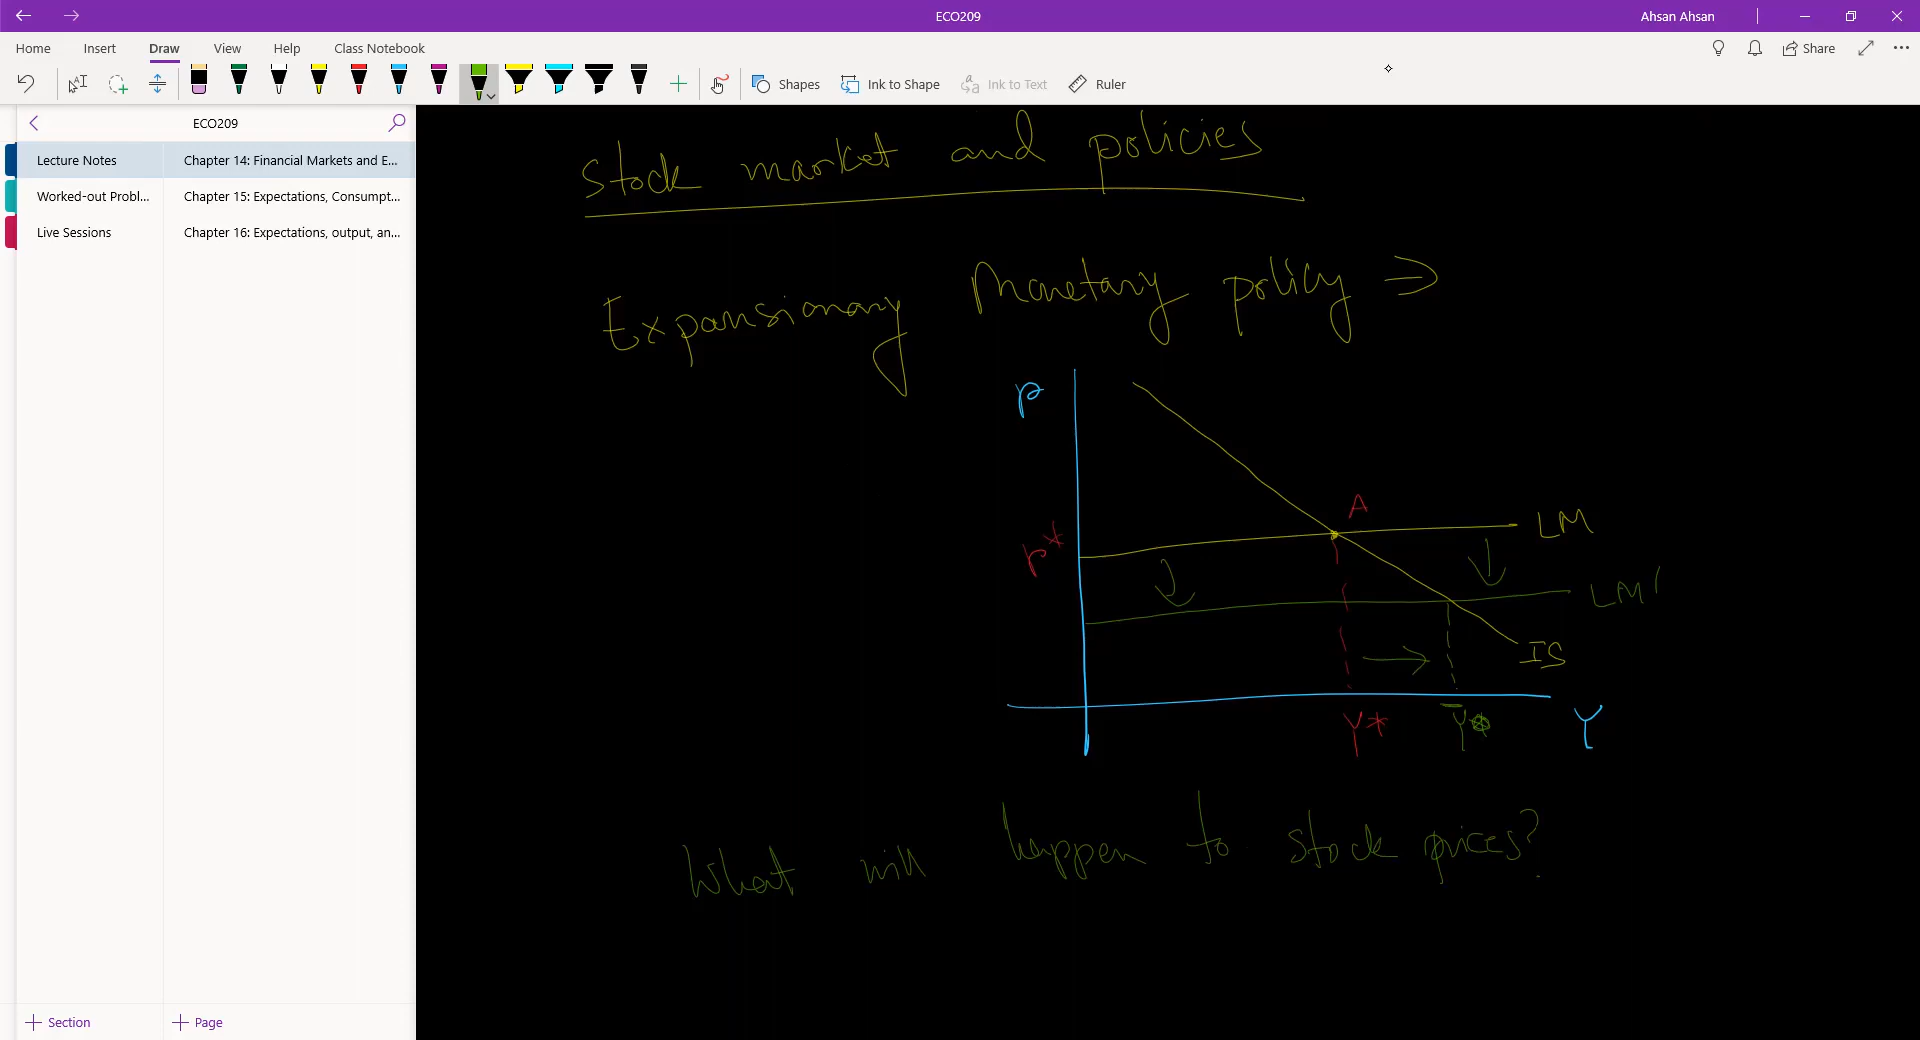 ECO209
Ahsan Ahsan
Home Insert Draw View Help Class Notebook
Share
Shapes Ink to Shape Ink to Text Ruler
ECO209
Lecture Notes
Worked-out Probl...
Live Sessions
Chapter 14: Financial Markets and E...
Chapter 15: Expectations, Consumpt...
Chapter 16: Expectations, output, an...
Section
Page
Stock market and policies
Expansionary Monetary policy ⇒
r
A
LM
r*
LM'
IS
Y*
Y
What will happen to stock prices?